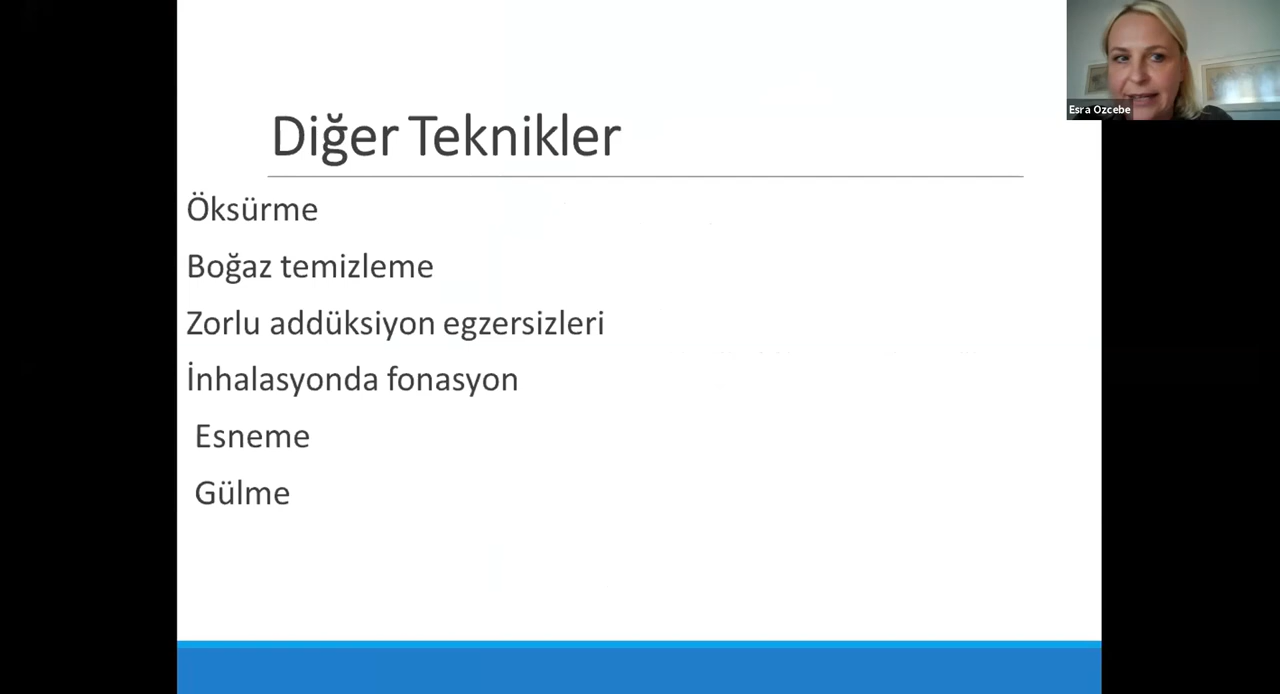 Diğer Teknikler
Öksürme
Boğaz temizleme
Zorlu addüksiyon egzersizleri
İnhalasyonda fonasyon
Esneme
Gülme
Esra Ozcebe